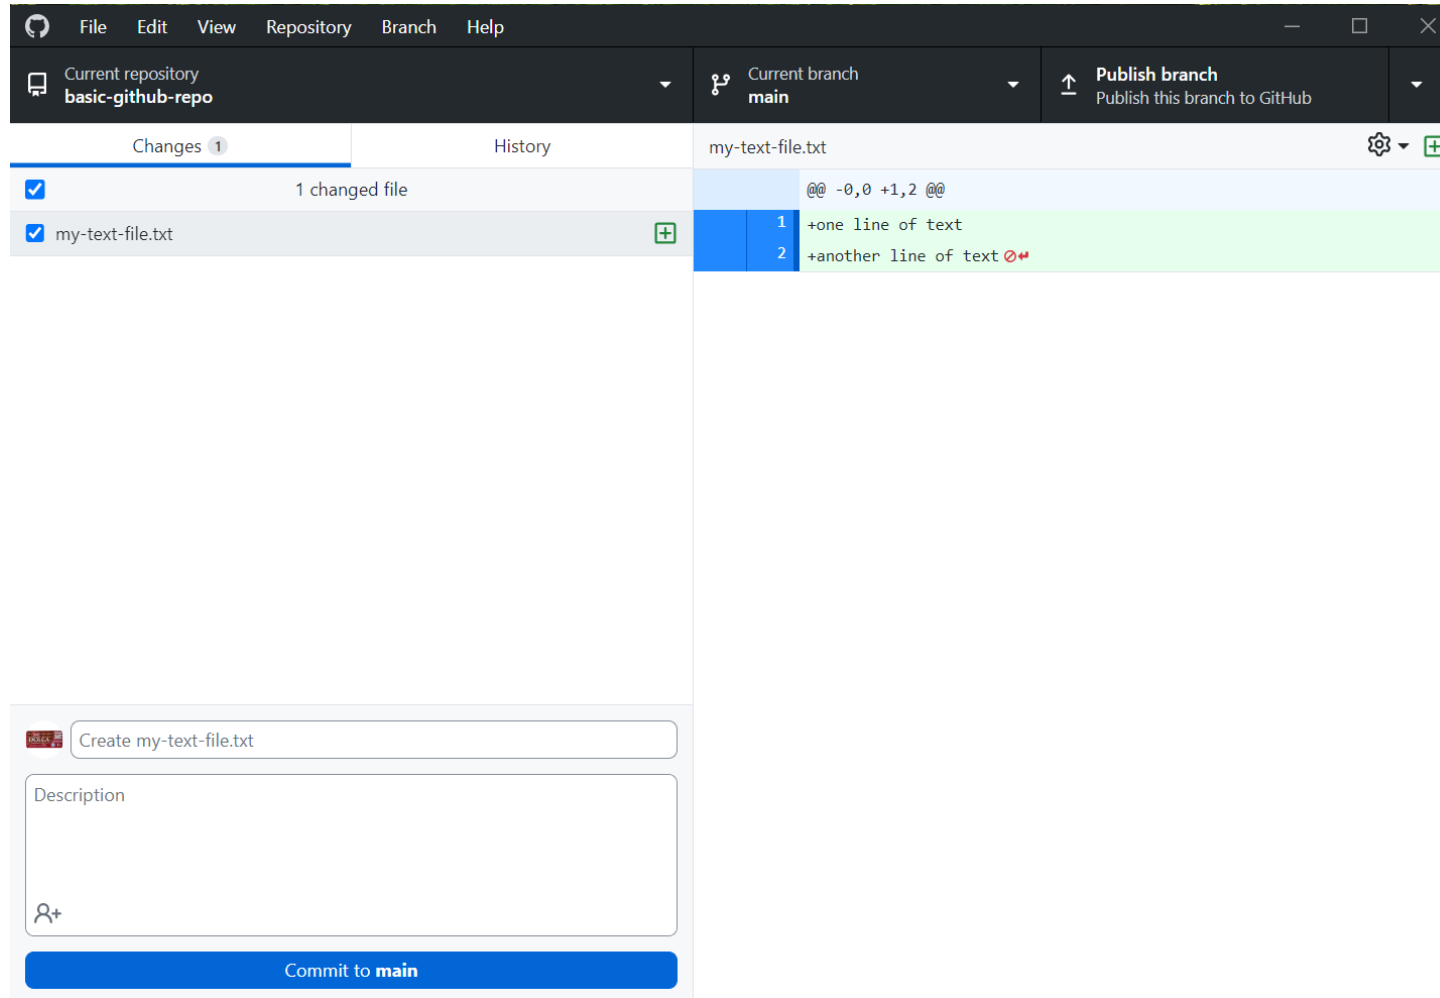 File Edit View Repository Branch Help
Current repository
basic-github-repo
Current branch
main
Publish branch
Publish this branch to GitHub
Changes 1
History
1 changed file
my-text-file.txt
my-text-file.txt
@@ -0,0 +1,2 @@
1 +one line of text
2 +another line of text
Create my-text-file.txt
Description
Commit to main